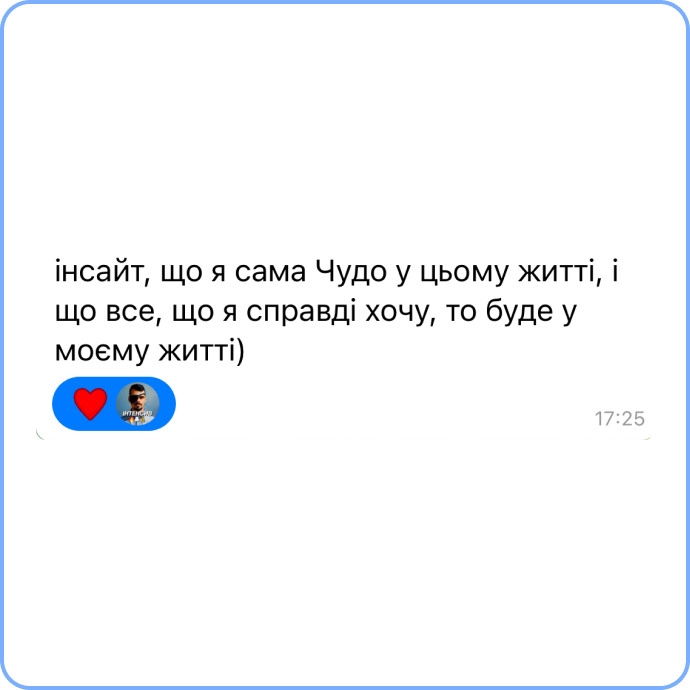 інсайт, що я сама Чудо у цьому житті, і
що все, що я справді хочу, то буде у
моєму житті)
ІНТЕНСИВ
17:25